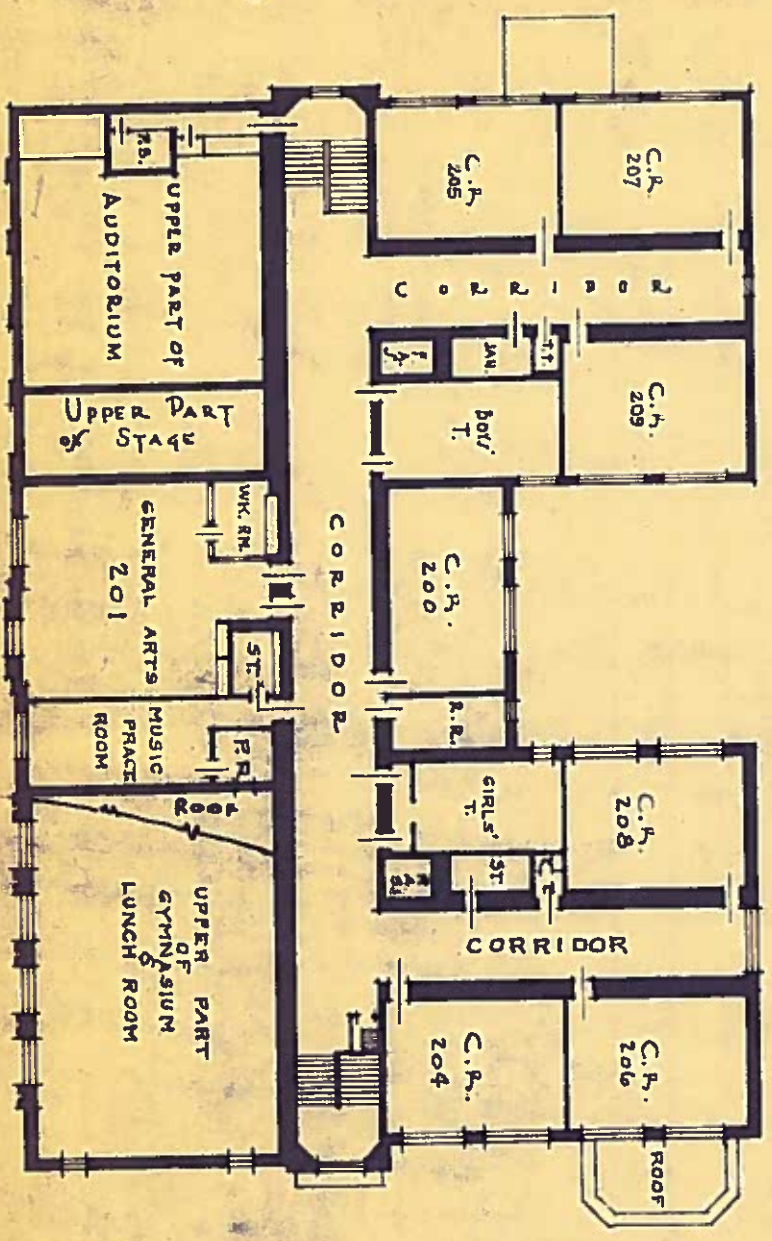 C.R.
205
C.R.
207
P.B.
UPPER PART OF
AUDITORIUM
CORRIDOR
JAN.
T.T.
C.R.
209
BOYS'
T.
UPPER PART
OF STAGE
WK. RM.
GENERAL ARTS
201
CORRIDOR
C.R.
200
ST.
MUSIC
PRACT.
ROOM
P.R.
R.R.
GIRLS'
T.
C.R.
208
ROOF
ST.
UPPER PART
OF
GYMNASIUM
&
LUNCH ROOM
CORRIDOR
C.R.
204
C.R.
206
ROOF